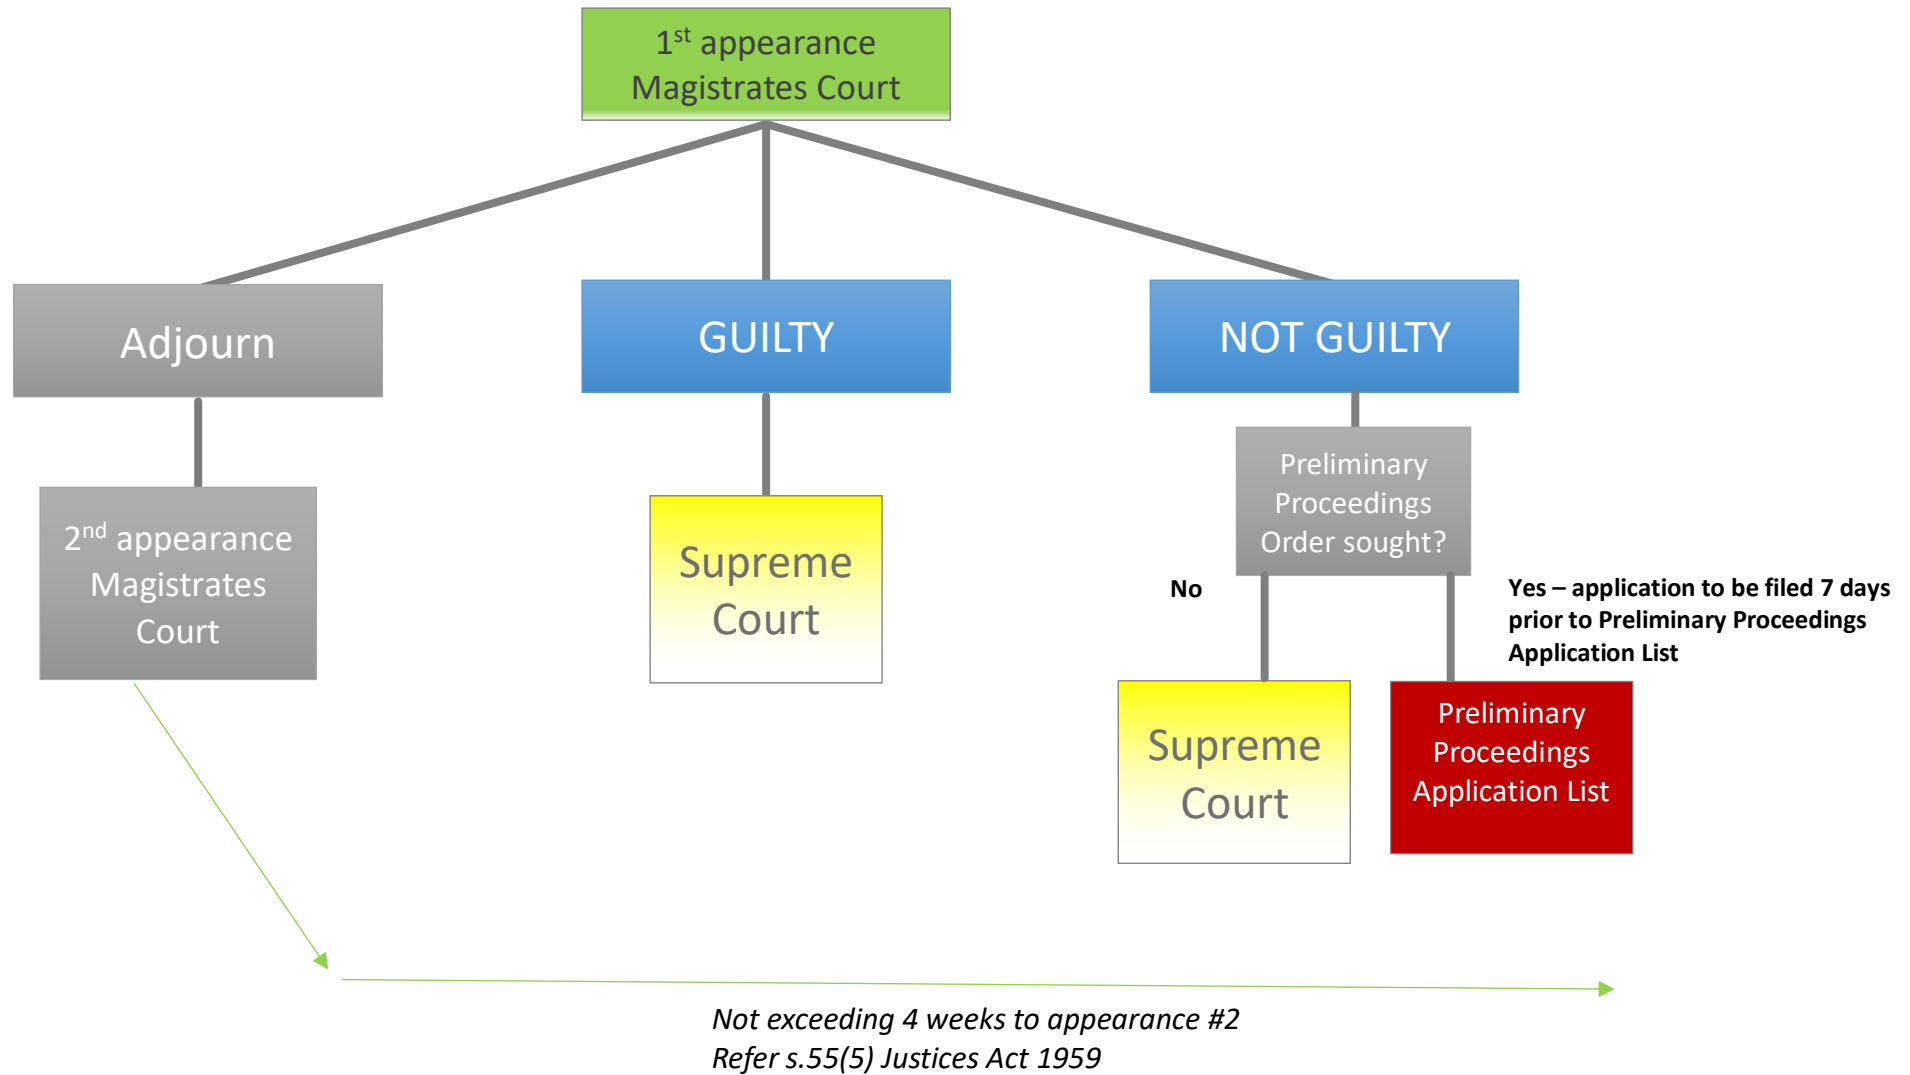 1st appearance
Magistrates Court
Adjourn
GUILTY
NOT GUILTY
2nd appearance
Magistrates
Court
Supreme
Court
Preliminary
Proceedings
Order sought?
No
Yes – application to be filed 7 days
prior to Preliminary Proceedings
Application List
Supreme
Court
Preliminary
Proceedings
Application List
Not exceeding 4 weeks to appearance #2
Refer s.55(5) Justices Act 1959